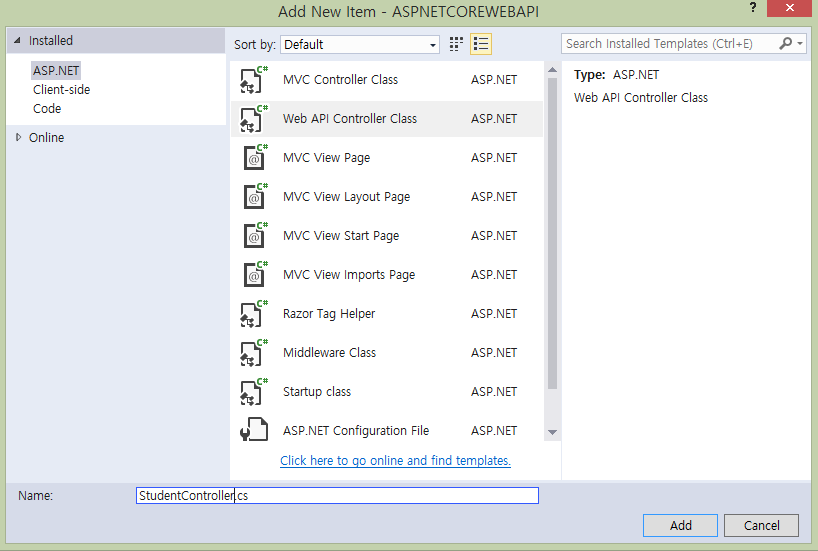 Add New Item - ASPNETCOREWEBAPI
?
Installed
Sort by: Default
Search Installed Templates (Ctrl+E)
ASP.NET
Client-side
Code
Online
C# MVC Controller Class ASP.NET
C# Web API Controller Class ASP.NET
C# @ MVC View Page ASP.NET
C# @ MVC View Layout Page ASP.NET
C# @ MVC View Start Page ASP.NET
C# @ MVC View Imports Page ASP.NET
C# Razor Tag Helper ASP.NET
C# Middleware Class ASP.NET
C# Startup class ASP.NET
ASP.NET Configuration File ASP.NET
Click here to go online and find templates.
Type: ASP.NET
Web API Controller Class
Name: StudentController.cs
Add Cancel